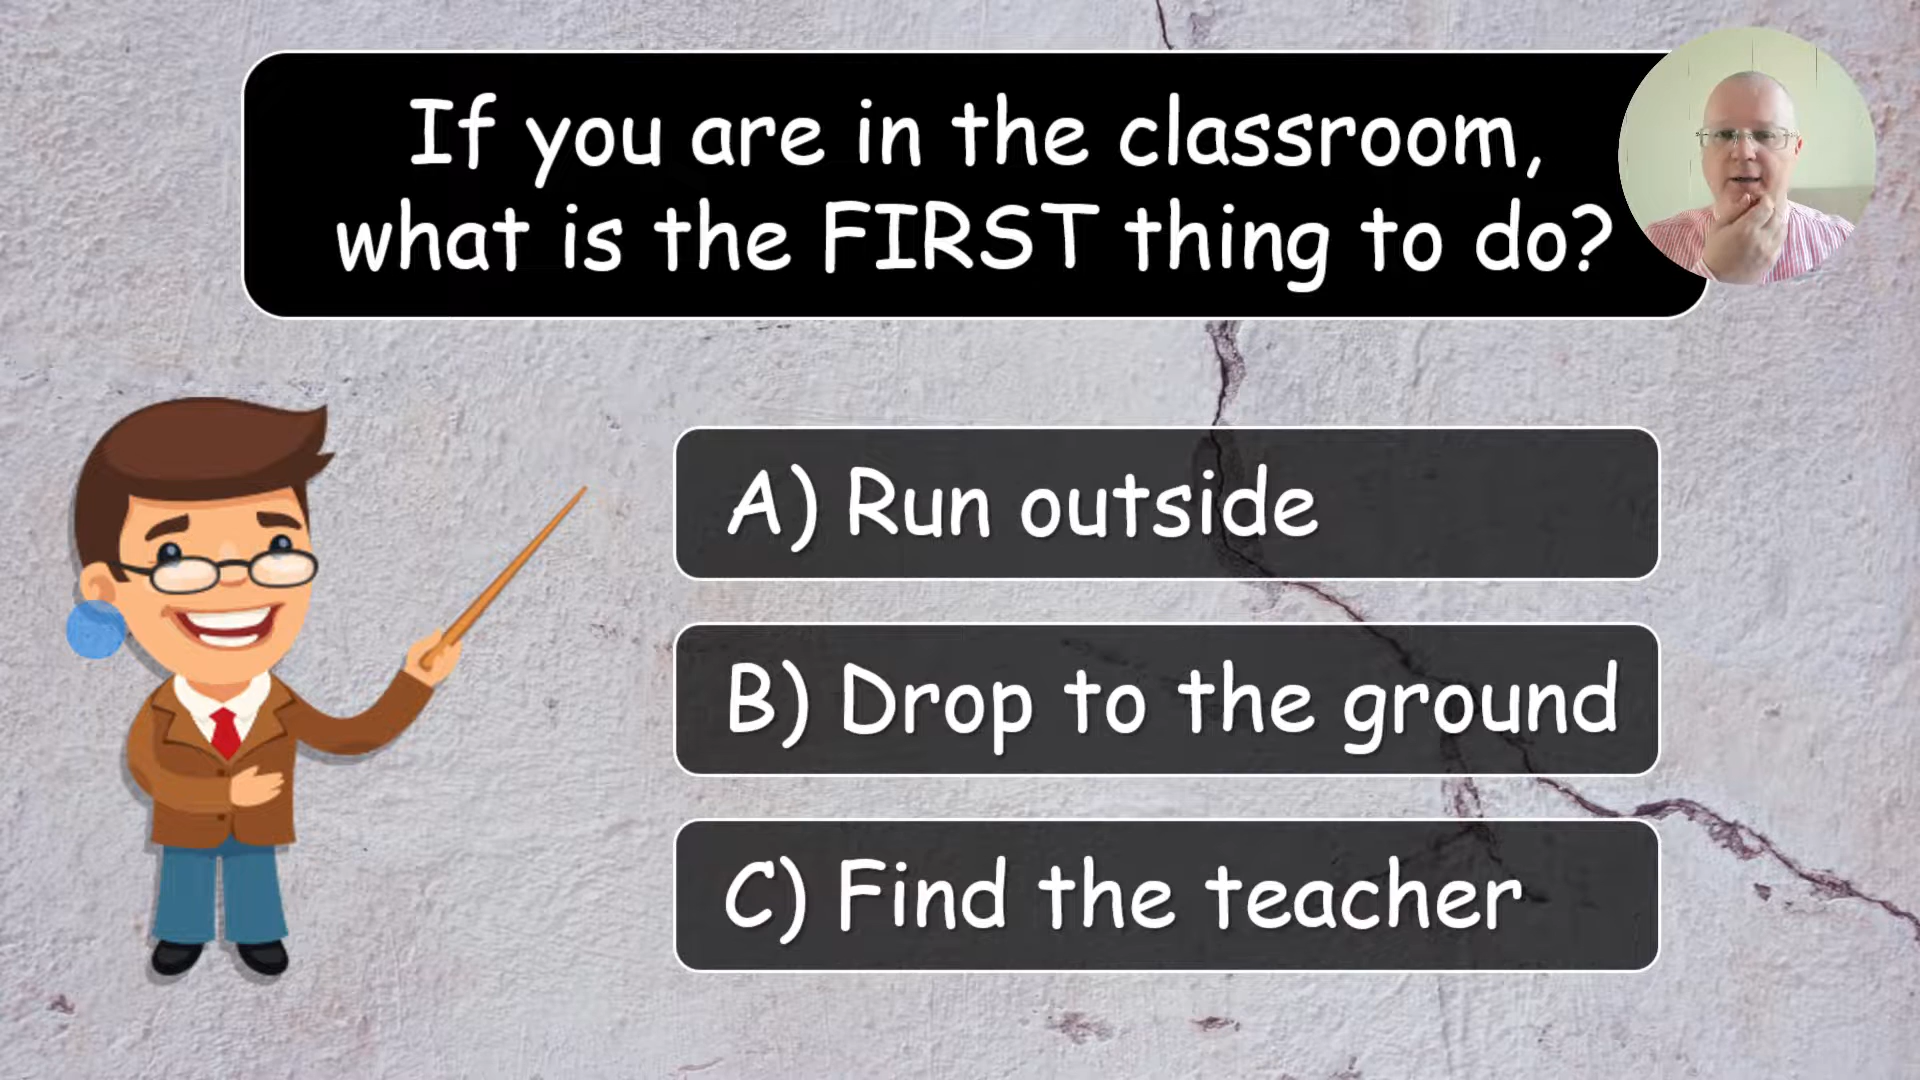 If you are in the classroom,
what is the FIRST thing to do?
A) Run outside
B) Drop to the ground
C) Find the teacher